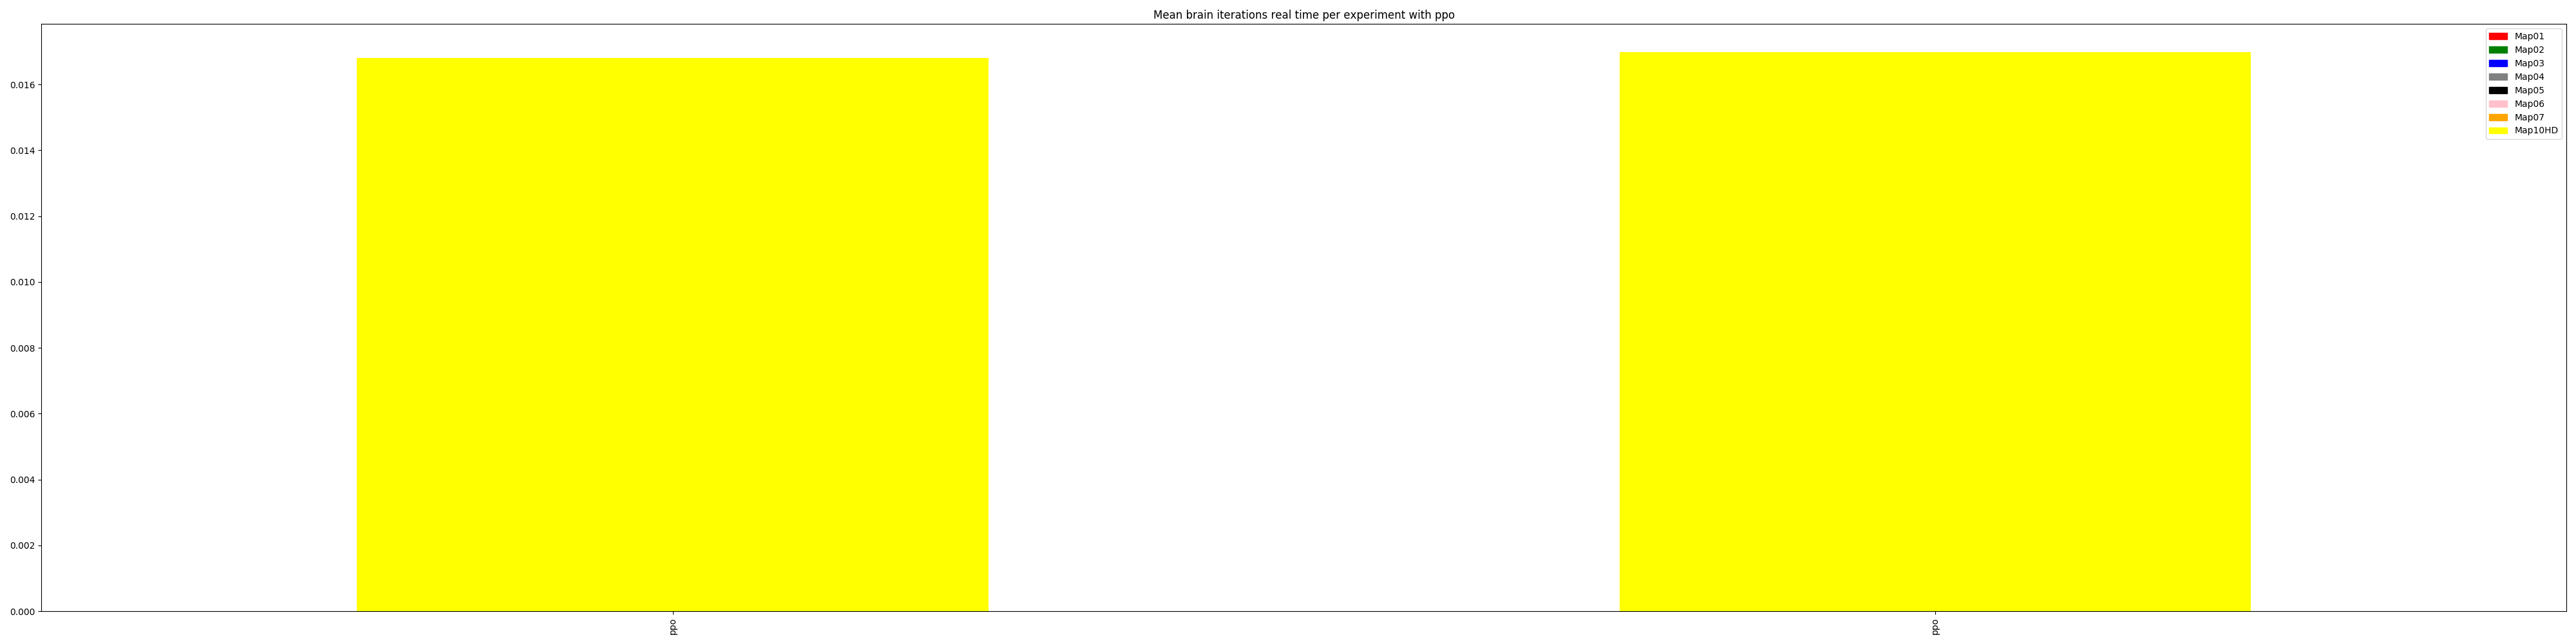 Mean brain iterations real time per experiment with ppo
Map01
Map02
Map03
Map04
Map05
Map06
Map07
Map10HD
0.016
0.014
0.012
0.010
0.008
0.006
0.004
0.002
0.000
ppo
ppo